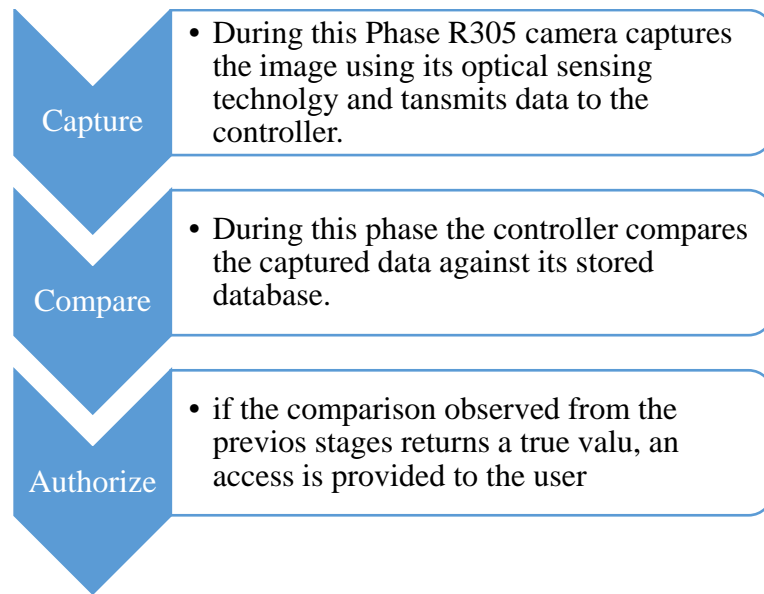 Capture
• During this Phase R305 camera captures
the image using its optical sensing
technolgy and tansmits data to the
controller.
Compare
• During this phase the controller compares
the captured data against its stored
database.
Authorize
• if the comparison observed from the
previos stages returns a true valu, an
access is provided to the user